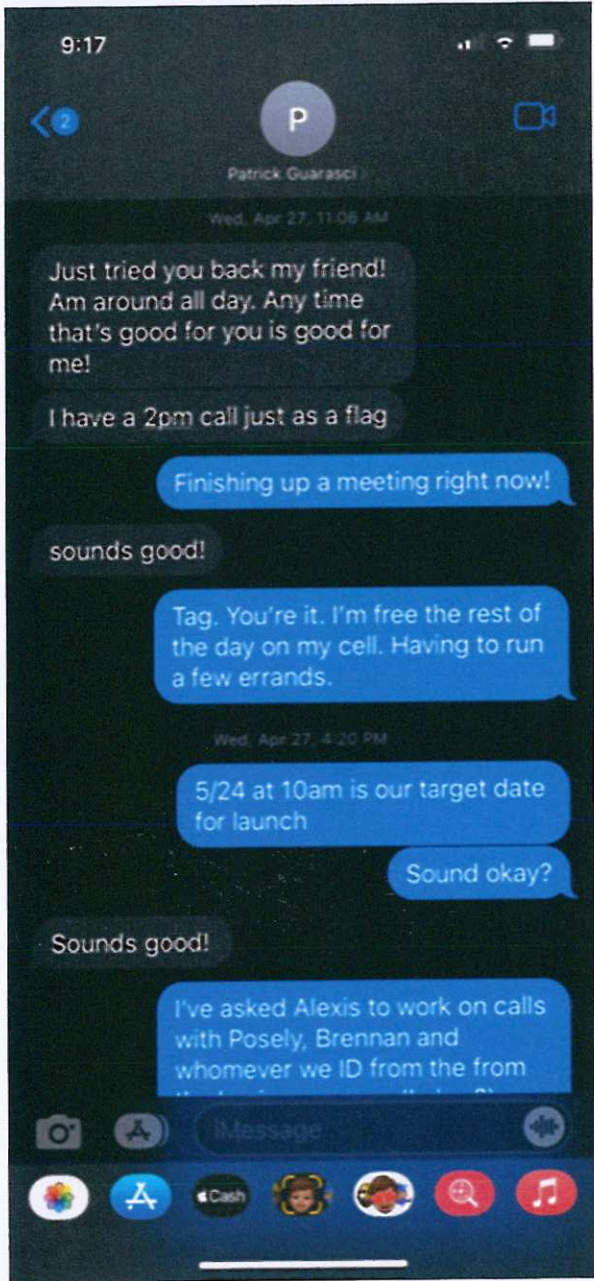 9:17
2
P
Patrick Guarasci
Wed, Apr 27, 11:06 AM
Just tried you back my friend!
Am around all day. Any time
that's good for you is good for
me!
I have a 2pm call just as a flag
Finishing up a meeting right now!
sounds good!
Tag. You're it. I'm free the rest of
the day on my cell. Having to run
a few errands.
Wed, Apr 27, 4:20 PM
5/24 at 10am is our target date
for launch
Sound okay?
Sounds good!
I've asked Alexis to work on calls
with Posely, Brennan and
whomever we ID from the from
iMessage
Cash